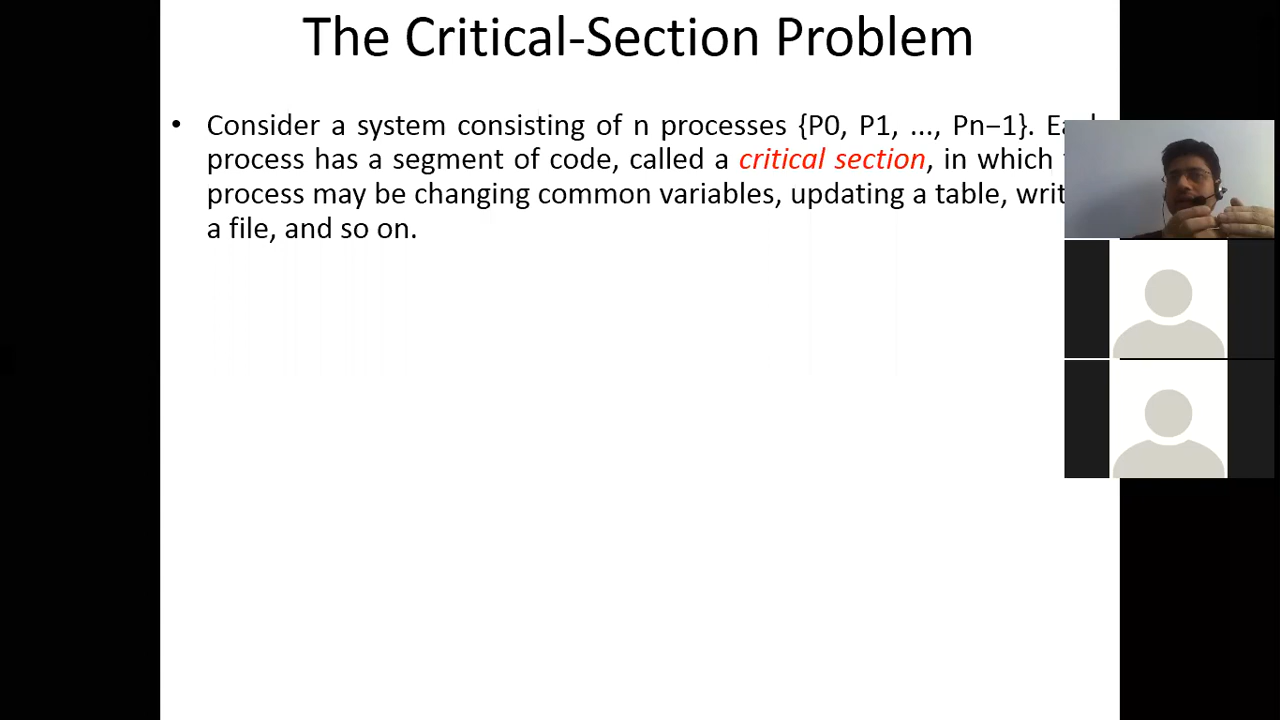 The Critical-Section Problem
• Consider a system consisting of n processes {P0, P1, ..., Pn−1}.
process has a segment of code, called a critical section, in which
process may be changing common variables, updating a table,
a file, and so on.